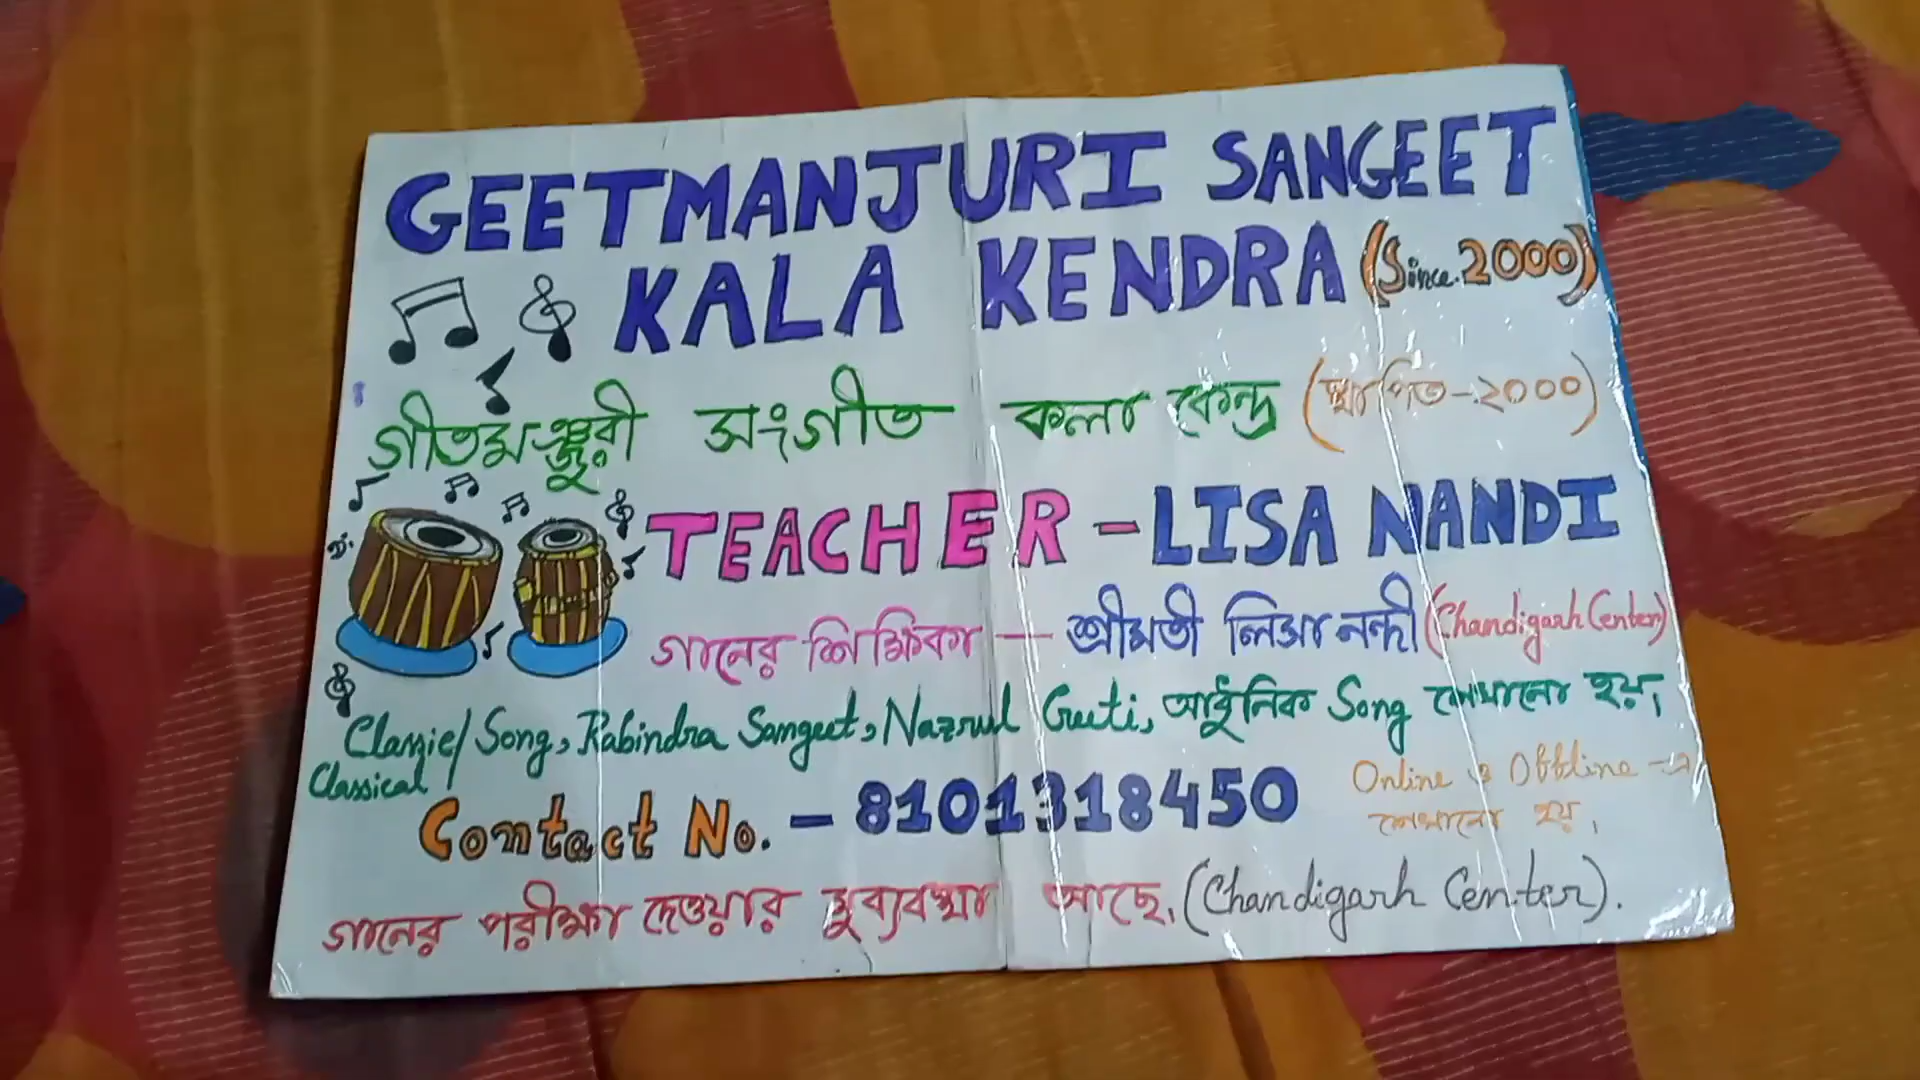 GEETMANJURI SANGEET
KALA KENDRA (Since.2000)
গীতমঞ্জুরী সংগীত কলা কেন্দ্র (স্থাপিত-২০০০)
TEACHER - LISA NANDI
গানের শিক্ষিকা — শ্রীমতী লিসা নন্দী (Chandigarh Center)
Classic/ Song, Rabindra Sangeet, Nazrul Geeti, আধুনিক Song শেখানো হয়।
Classical
Contact No. - 8101318450
Online ও Offline -এ
শেখানো হয়।
গানের পরীক্ষা দেওয়ার সুব্যবস্থা আছে। (Chandigarh Center).